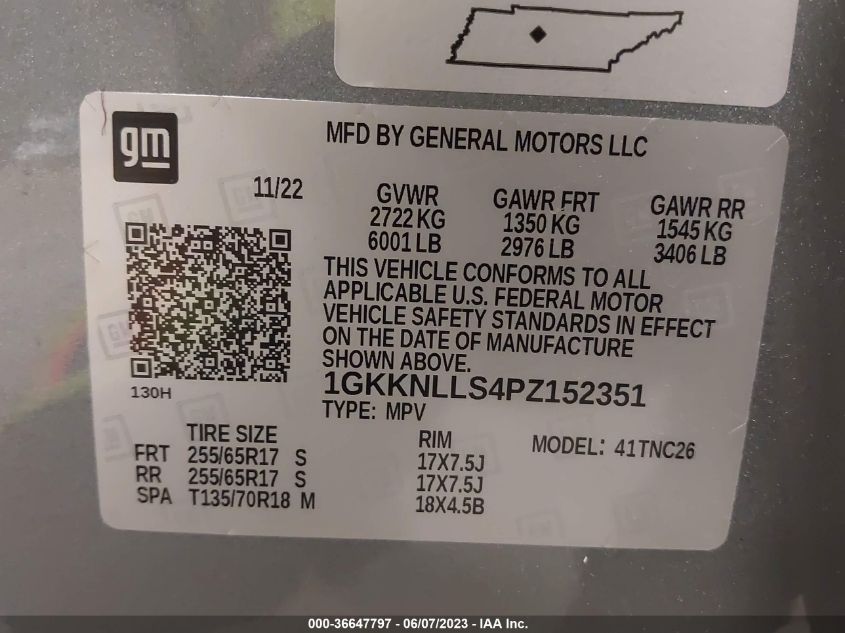 gm
MFD BY GENERAL MOTORS LLC
11/22
GVWR GAWR FRT GAWR RR
2722 KG 1350 KG 1545 KG
6001 LB 2976 LB 3406 LB
THIS VEHICLE CONFORMS TO ALL
APPLICABLE U.S. FEDERAL MOTOR
VEHICLE SAFETY STANDARDS IN EFFECT
ON THE DATE OF MANUFACTURE
SHOWN ABOVE.
130H
1GKKNLLS4PZ152351
TYPE: MPV
TIRE SIZE RIM MODEL: 41TNC26
FRT 255/65R17 S 17X7.5J
RR 255/65R17 S 17X7.5J
SPA T135/70R18 M 18X4.5B
000-36647797 - 06/07/2023 - IAA Inc.